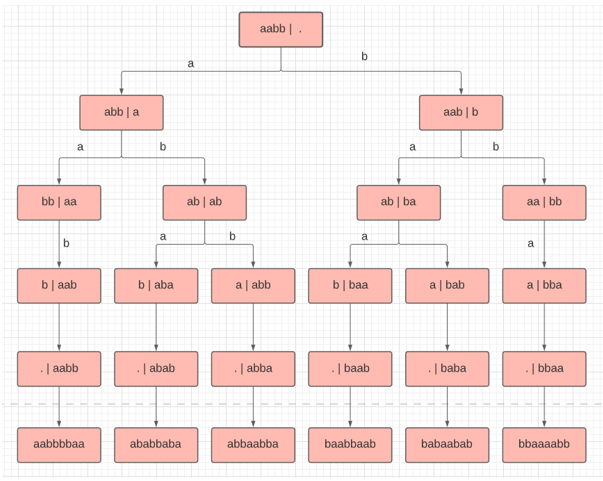 aabb | .
a
b
abb | a
aab | b
a
b
a
b
bb | aa
ab | ab
ab | ba
aa | bb
b
a
b
a
a
b | aab
b | aba
a | abb
b | baa
a | bab
a | bba
. | aabb
. | abab
. | abba
. | baab
. | baba
. | bbaa
aabbbbaa
ababbaba
abbaabba
baabbaab
babaabab
bbaaaabb